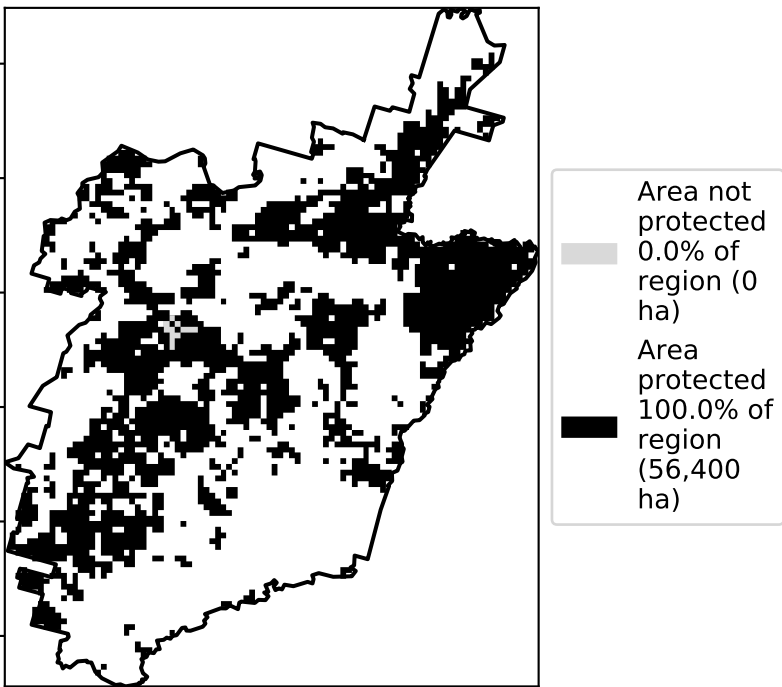 Area not
protected
0.0% of
region (0
ha)
Area
protected
100.0% of
region
(56,400
ha)